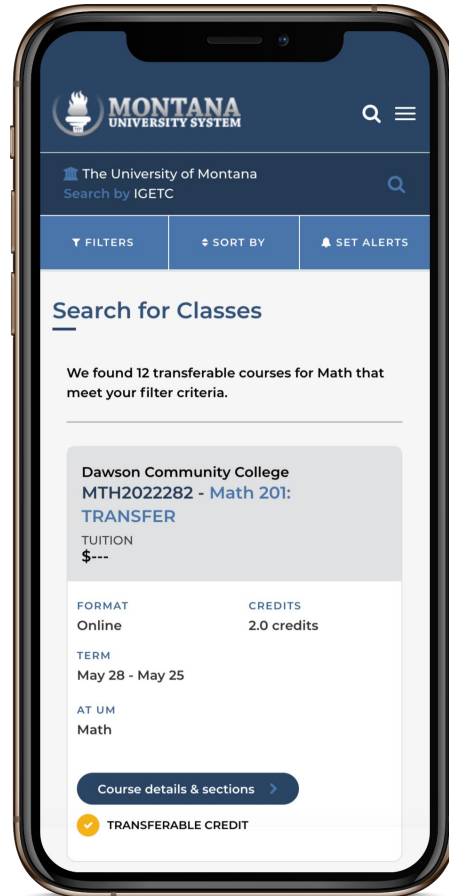 MONTANA
UNIVERSITY SYSTEM
The University of Montana
Search by IGETC
FILTERS
SORT BY
SET ALERTS
Search for Classes
We found 12 transferable courses for Math that
meet your filter criteria.
Dawson Community College
MTH2022282 - Math 201:
TRANSFER
TUITION
$---
FORMAT
CREDITS
Online
2.0 credits
TERM
May 28 - May 25
AT UM
Math
Course details & sections
TRANSFERABLE CREDIT